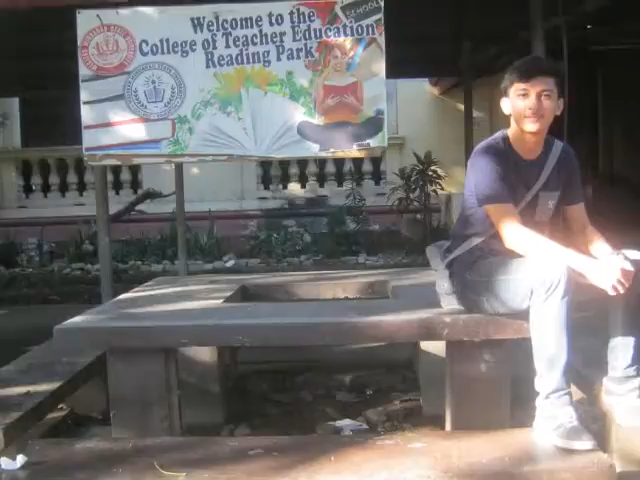 Welcome to the
College of Teacher Education
Reading Park
SCHOOL